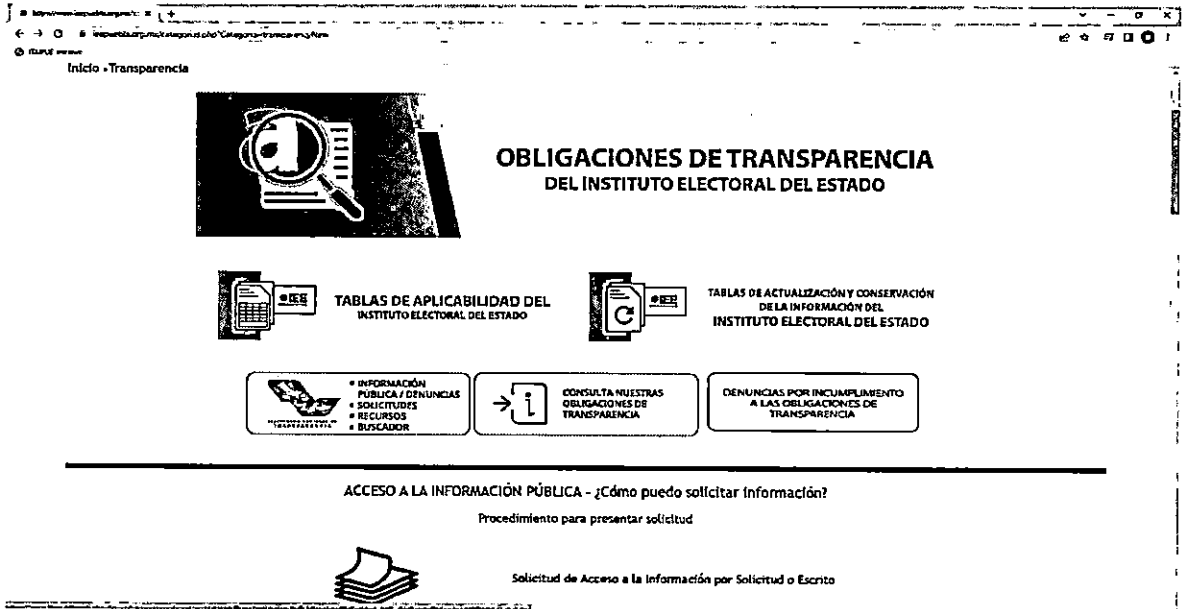 Inicio »Transparencia
OBLIGACIONES DE TRANSPARENCIA
DEL INSTITUTO ELECTORAL DEL ESTADO
IEE
TABLAS DE APLICABILIDAD DEL
INSTITUTO ELECTORAL DEL ESTADO
IEE
TABLAS DE ACTUALIZACIÓN Y CONSERVACIÓN
DE LA INFORMACIÓN DEL
INSTITUTO ELECTORAL DEL ESTADO
INFORMACIÓN
PÚBLICA / DENUNCIAS
SOLICITUDES
RECURSOS
BUSCADOR
TRANSPARENCIA
i
CONSULTA NUESTRAS
OBLIGACIONES DE
TRANSPARENCIA
DENUNCIAS POR INCUMPLIMIENTO
A LAS OBLIGACIONES DE
TRANSPARENCIA
ACCESO A LA INFORMACIÓN PÚBLICA - ¿Cómo puedo solicitar información?
Procedimiento para presentar solicitud
Solicitud de Acceso a la Información por Solicitud o Escrito